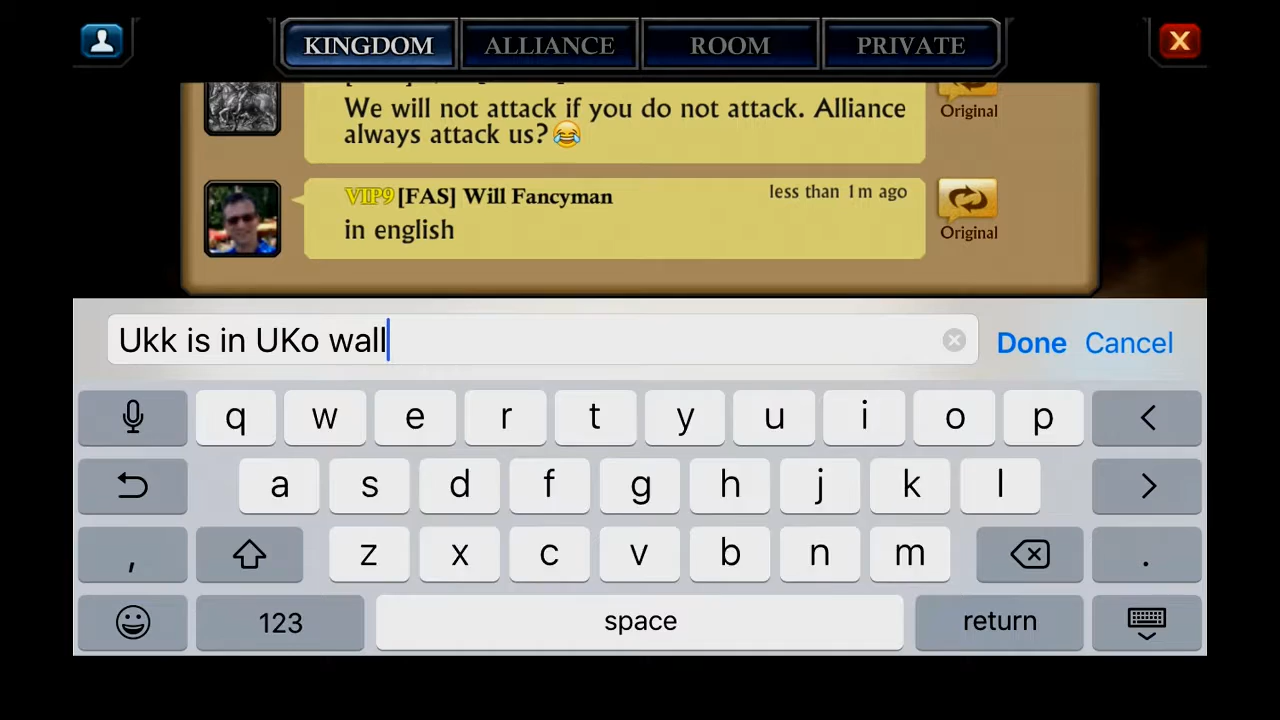 KINGDOM
ALLIANCE
ROOM
PRIVATE
X
We will not attack if you do not attack. Alliance
always attack us?😂
Original
VIP9[FAS] Will Fancyman
less than 1m ago
in english
Original
Ukk is in UKo wall
Done
Cancel
q w e r t y u i o p
a s d f g h j k l
, z x c v b n m .
123
space
return